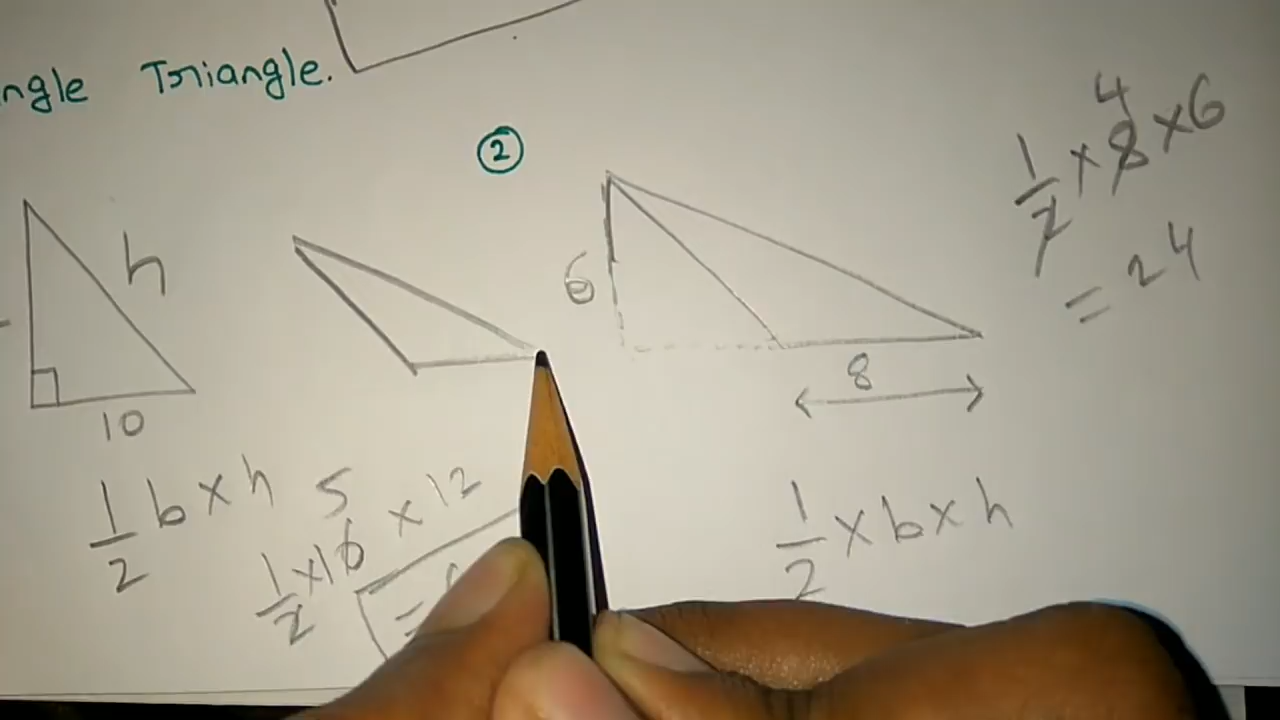 ngle Triangle.
②
h
10
1/2 b x h
1/2 x 10 x 12
5
=
6
8
1/2 x b x h
4
1/2 x 8 x 6
= 24